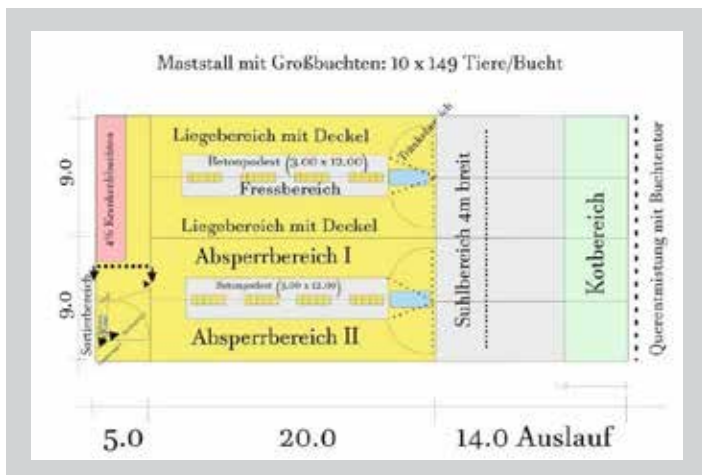 Maststall mit Großbuchten: 10 x 149 Tiere/Bucht
9.0
4% Krankenbuchten
Liegebereich mit Deckel
Betonpodest (3.00 x 12.00)
Fressbereich
Tränkebereich
Liegebereich mit Deckel
Absperrbereich I
9.0
Sortierbereich
Betonpodest (3.00 x 12.00)
Absperrbereich II
Suhlbereich 4m breit
Kotbereich
Querentmistung mit Buchtentor
5.0
20.0
14.0 Auslauf